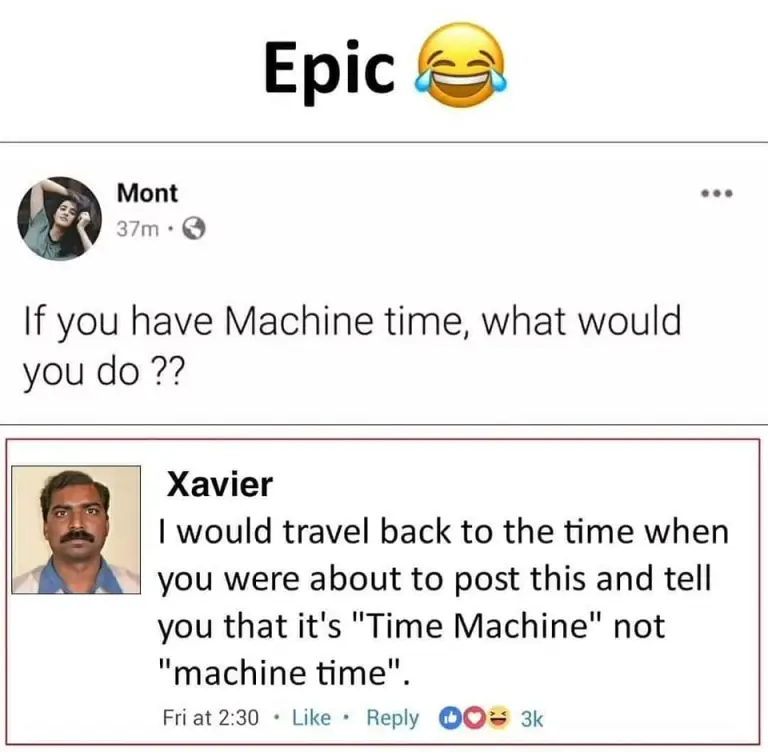 Epic 😂
Mont
37m ·
If you have Machine time, what would
you do ??
Xavier
I would travel back to the time when
you were about to post this and tell
you that it's "Time Machine" not
"machine time".
Fri at 2:30 · Like · Reply 3k